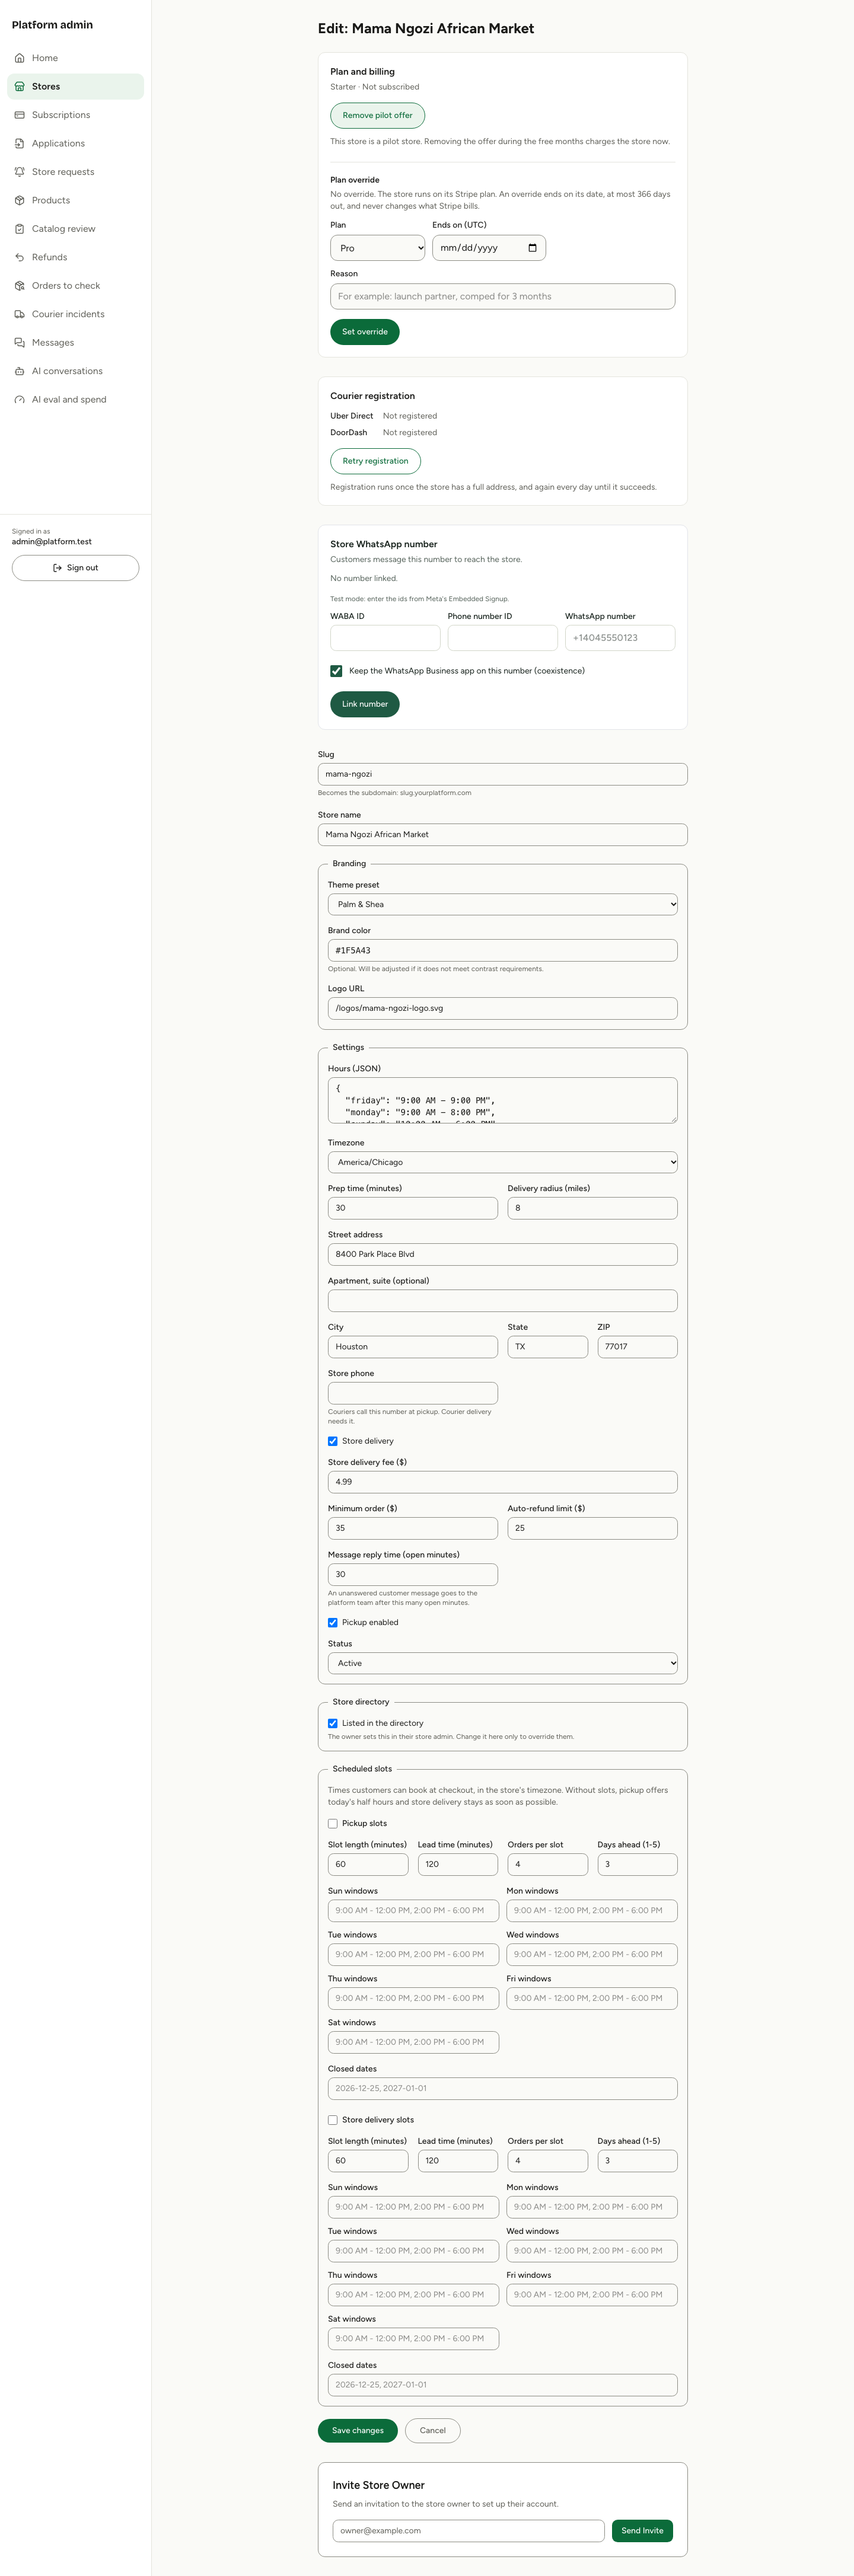 Platform admin
Home
Stores
Subscriptions
Applications
Store requests
Products
Catalog review
Refunds
Orders to check
Courier incidents
Messages
AI conversations
AI eval and spend
Signed in as
admin@platform.test
Sign out
Edit: Mama Ngozi African Market
Plan and billing
Starter · Not subscribed
Remove pilot offer
This store is a pilot store. Removing the offer during the free months charges the store now.
Plan override
No override. The store runs on its Stripe plan. An override ends on its date, at most 366 days
out, and never changes what Stripe bills.
Plan Ends on (UTC)
Pro mm/dd/yyyy
Reason
For example: launch partner, comped for 3 months
Set override
Courier registration
Uber Direct Not registered
DoorDash Not registered
Retry registration
Registration runs once the store has a full address, and again every day until it succeeds.
Store WhatsApp number
Customers message this number to reach the store.
No number linked.
Test mode: enter the ids from Meta's Embedded Signup.
WABA ID Phone number ID WhatsApp number
+14045550123
Keep the WhatsApp Business app on this number (coexistence)
Link number
Slug
mama-ngozi
Becomes the subdomain: slug.yourplatform.com
Store name
Mama Ngozi African Market
Branding
Theme preset
Palm & Shea
Brand color
#1F5A43
Optional. Will be adjusted if it does not meet contrast requirements.
Logo URL
/logos/mama-ngozi-logo.svg
Settings
Hours (JSON)
{
"friday": "9:00 AM – 9:00 PM",
"monday": "9:00 AM – 8:00 PM",
Timezone
America/Chicago
Prep time (minutes) Delivery radius (miles)
30 8
Street address
8400 Park Place Blvd
Apartment, suite (optional)
City State ZIP
Houston TX 77017
Store phone
Couriers call this number at pickup. Courier delivery
needs it.
Store delivery
Store delivery fee ($)
4.99
Minimum order ($) Auto-refund limit ($)
35 25
Message reply time (open minutes)
30
An unanswered customer message goes to the
platform team after this many open minutes.
Pickup enabled
Status
Active
Store directory
Listed in the directory
The owner sets this in their store admin. Change it here only to override them.
Scheduled slots
Times customers can book at checkout, in the store's timezone. Without slots, pickup offers
today's half hours and store delivery stays as soon as possible.
Pickup slots
Slot length (minutes) Lead time (minutes) Orders per slot Days ahead (1-5)
60 120 4 3
Sun windows Mon windows
9:00 AM - 12:00 PM, 2:00 PM - 6:00 PM 9:00 AM - 12:00 PM, 2:00 PM - 6:00 PM
Tue windows Wed windows
9:00 AM - 12:00 PM, 2:00 PM - 6:00 PM 9:00 AM - 12:00 PM, 2:00 PM - 6:00 PM
Thu windows Fri windows
9:00 AM - 12:00 PM, 2:00 PM - 6:00 PM 9:00 AM - 12:00 PM, 2:00 PM - 6:00 PM
Sat windows
9:00 AM - 12:00 PM, 2:00 PM - 6:00 PM
Closed dates
2026-12-25, 2027-01-01
Store delivery slots
Slot length (minutes) Lead time (minutes) Orders per slot Days ahead (1-5)
60 120 4 3
Sun windows Mon windows
9:00 AM - 12:00 PM, 2:00 PM - 6:00 PM 9:00 AM - 12:00 PM, 2:00 PM - 6:00 PM
Tue windows Wed windows
9:00 AM - 12:00 PM, 2:00 PM - 6:00 PM 9:00 AM - 12:00 PM, 2:00 PM - 6:00 PM
Thu windows Fri windows
9:00 AM - 12:00 PM, 2:00 PM - 6:00 PM 9:00 AM - 12:00 PM, 2:00 PM - 6:00 PM
Sat windows
9:00 AM - 12:00 PM, 2:00 PM - 6:00 PM
Closed dates
2026-12-25, 2027-01-01
Save changes Cancel
Invite Store Owner
Send an invitation to the store owner to set up their account.
owner@example.com Send Invite